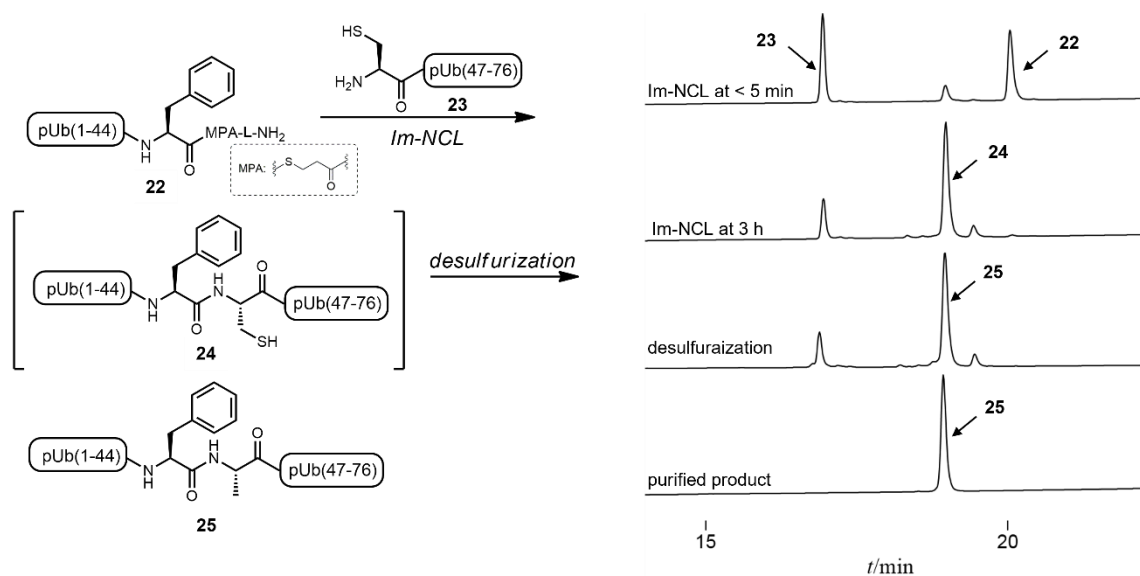 HS
H2N
O
pUb(47-76)
23
pUb(1-44)
N
H
O
MPA-L-NH2
MPA:
S
O
22
Im-NCL
pUb(1-44)
N
H
O
H
N
O
SH
pUb(47-76)
24
desulfurization
pUb(1-44)
N
H
O
H
N
O
pUb(47-76)
25
23
22
Im-NCL at < 5 min
24
Im-NCL at 3 h
25
desulfuraization
25
purified product
15
20
t/min